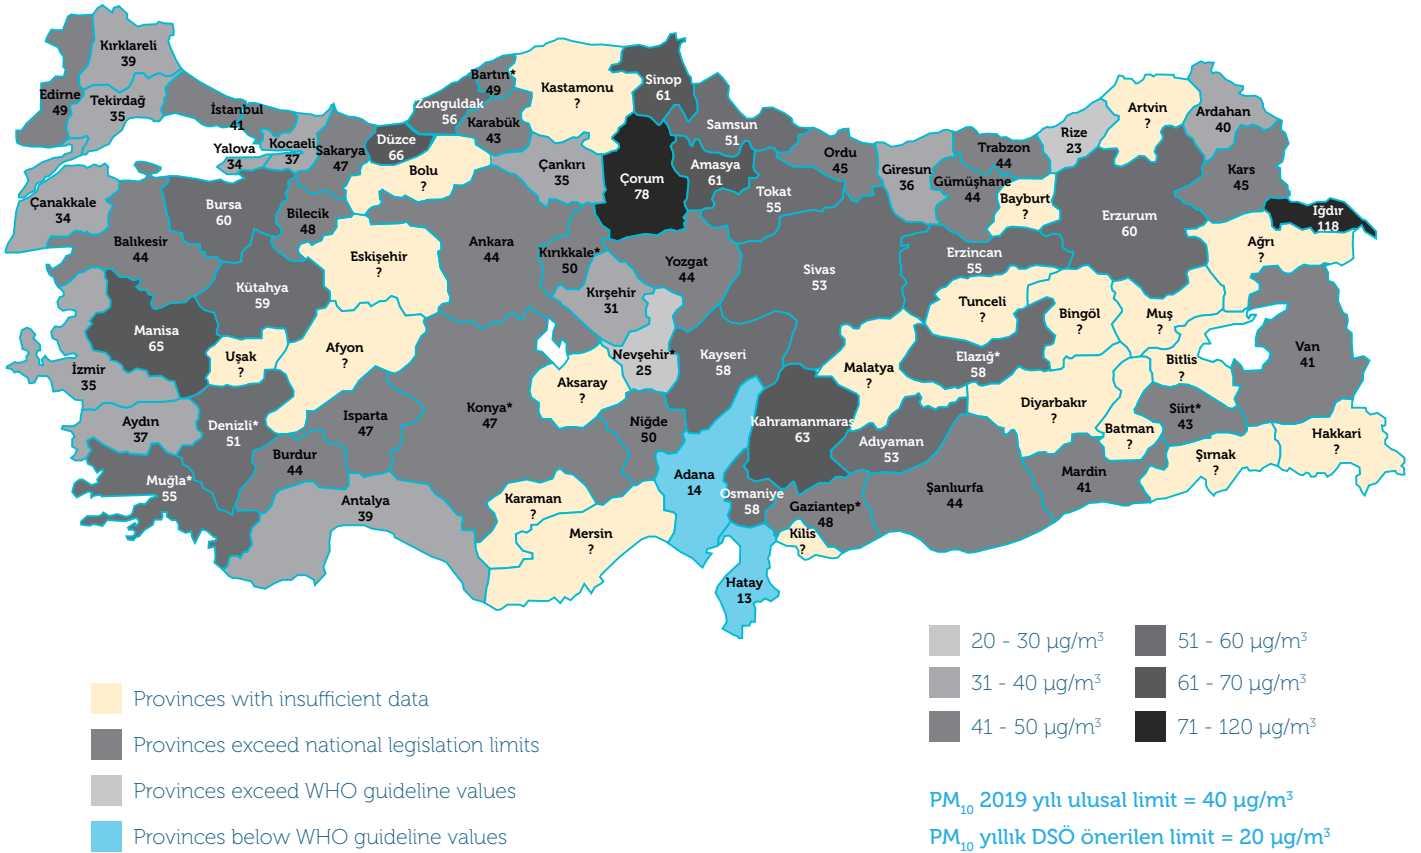 Kırklareli
39
Edirne
49
Tekirdağ
35
İstanbul
41
Yalova
34
Kocaeli
37
Sakarya
47
Düzce
66
Bolu
?
Zonguldak
56
Bartın*
49
Karabük
43
Kastamonu
?
Sinop
61
Çankırı
35
Çorum
78
Samsun
51
Amasya
61
Tokat
55
Ordu
45
Giresun
36
Trabzon
44
Gümüşhane
44
Bayburt
?
Rize
23
Artvin
?
Ardahan
40
Kars
45
Iğdır
118
Ağrı
?
Erzurum
60
Erzincan
55
Çanakkale
34
Balıkesir
44
Bursa
60
Bilecik
48
Kütahya
59
Eskişehir
?
Ankara
44
Kırıkkale*
50
Kırşehir
31
Yozgat
44
Sivas
53
Tunceli
?
Bingöl
?
Muş
?
Bitlis
?
Van
41
Manisa
65
Uşak
?
Afyon
?
İzmir
35
Aydın
37
Denizli*
51
Muğla*
55
Burdur
44
Isparta
47
Antalya
39
Konya*
47
Aksaray
?
Nevşehir*
25
Niğde
50
Kayseri
58
Malatya
?
Elazığ*
58
Kahramanmaraş
63
Adıyaman
53
Diyarbakır
?
Batman
?
Siirt*
43
Şırnak
?
Hakkari
?
Mardin
41
Şanlıurfa
44
Gaziantep*
48
Kilis
?
Osmaniye
58
Adana
14
Hatay
13
Karaman
?
Mersin
?
Provinces with insufficient data
Provinces exceed national legislation limits
Provinces exceed WHO guideline values
Provinces below WHO guideline values
20 - 30 µg/m³
31 - 40 µg/m³
41 - 50 µg/m³
51 - 60 µg/m³
61 - 70 µg/m³
71 - 120 µg/m³
PM₁₀ 2019 yılı ulusal limit = 40 µg/m³
PM₁₀ yıllık DSÖ önerilen limit = 20 µg/m³